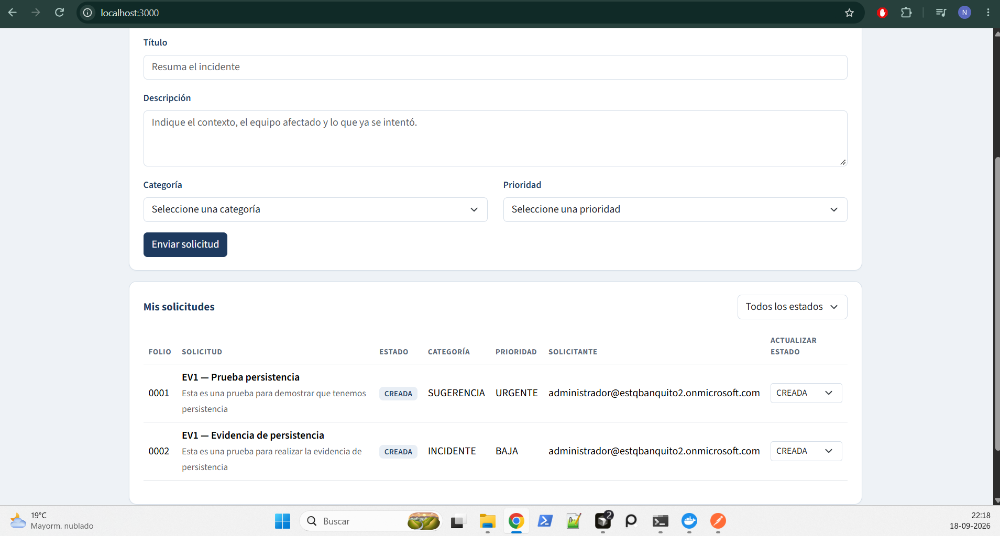 localhost:3000
N
Título
Resuma el incidente
Descripción
Indique el contexto, el equipo afectado y lo que ya se intentó.
Categoría
Prioridad
Seleccione una categoría
Seleccione una prioridad
Enviar solicitud
Mis solicitudes
Todos los estados
FOLIO SOLICITUD ESTADO CATEGORÍA PRIORIDAD SOLICITANTE ACTUALIZAR ESTADO
EV1 — Prueba persistencia
0001 Esta es una prueba para demostrar que tenemos CREADA SUGERENCIA URGENTE administrador@estqbanquito2.onmicrosoft.com CREADA
persistencia
EV1 — Evidencia de persistencia
0002 Esta es una prueba para realizar la evidencia de CREADA INCIDENTE BAJA administrador@estqbanquito2.onmicrosoft.com CREADA
persistencia
19°C
Mayorm. nublado
Buscar
2
22:18
18-09-2026